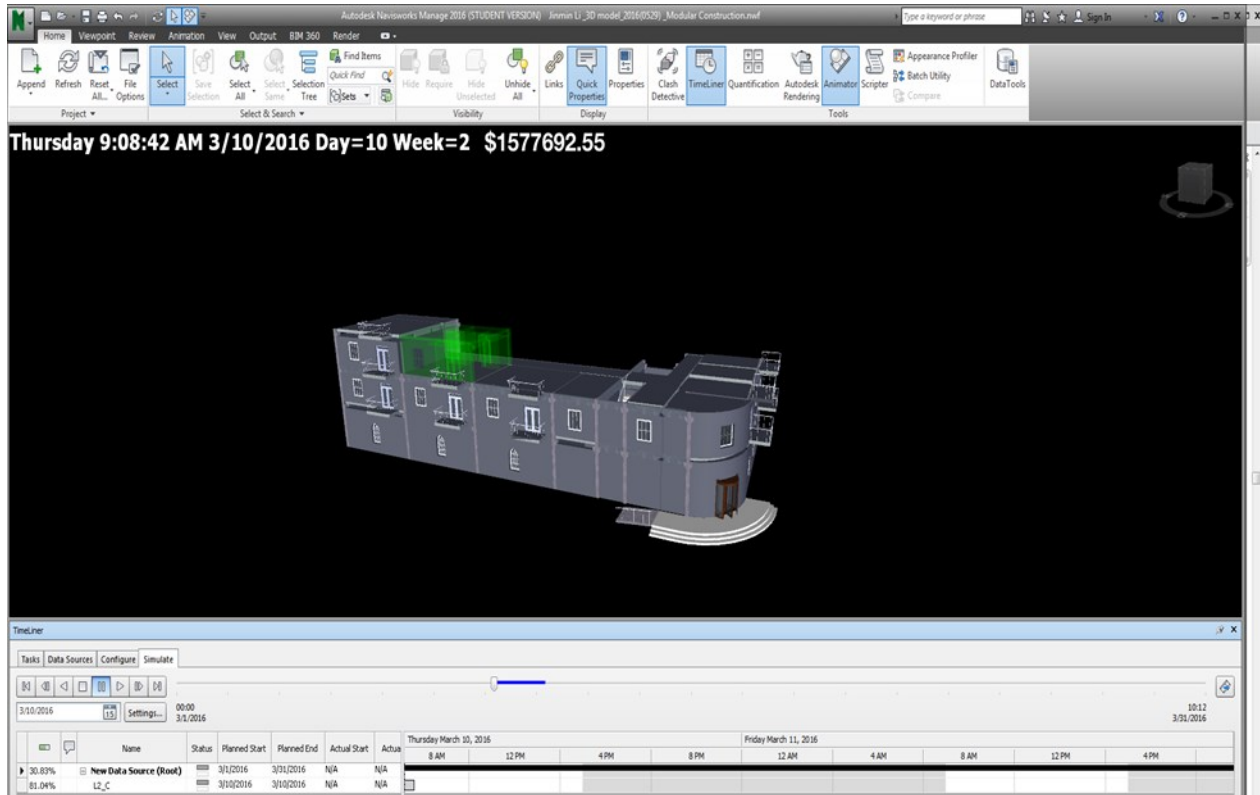 Autodesk Navisworks Manage 2016 (STUDENT VERSION) Jinmin Li _3D model_2016(0529) _Modular Construction.nwf
Type a keyword or phrase
Sign In
Home Viewpoint Review Animation View Output BIM 360 Render
Append Refresh Reset All... File Options Select Save Selection Select All Select Same Selection Tree
Find Items
Quick Find
Sets
Hide Require Hide Unselected Unhide All Links Quick Properties Properties Clash Detective TimeLiner Quantification Autodesk Rendering Animator Scripter
Appearance Profiler
Batch Utility
Compare
DataTools
Project Select & Search Visibility Display Tools
Thursday 9:08:42 AM 3/10/2016 Day=10 Week=2 $1577692.55
TimeLiner
Tasks Data Sources Configure Simulate
3/10/2016 15 Settings...
00:00
3/1/2016
10:12
3/31/2016
Name Status Planned Start Planned End Actual Start Actua
Thursday March 10, 2016 Friday March 11, 2016
8 AM 12 PM 4 PM 8 PM 12 AM 4 AM 8 AM 12 PM 4 PM
30.83% New Data Source (Root) 3/1/2016 3/31/2016 N/A N/A
81.04% L2_C 3/10/2016 3/10/2016 N/A N/A